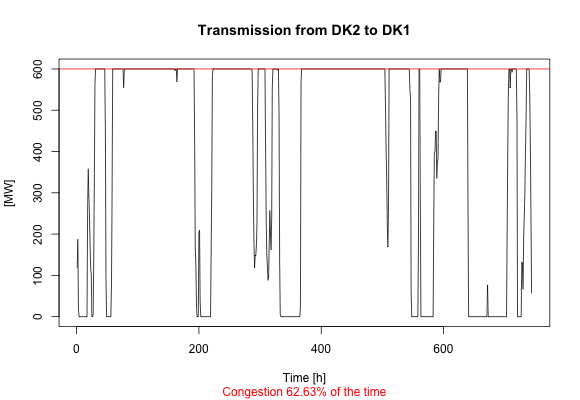 Transmission from DK2 to DK1
600
500
400
300
200
100
0
[MW]
0 200 400 600
Time [h]
Congestion 62.63% of the time